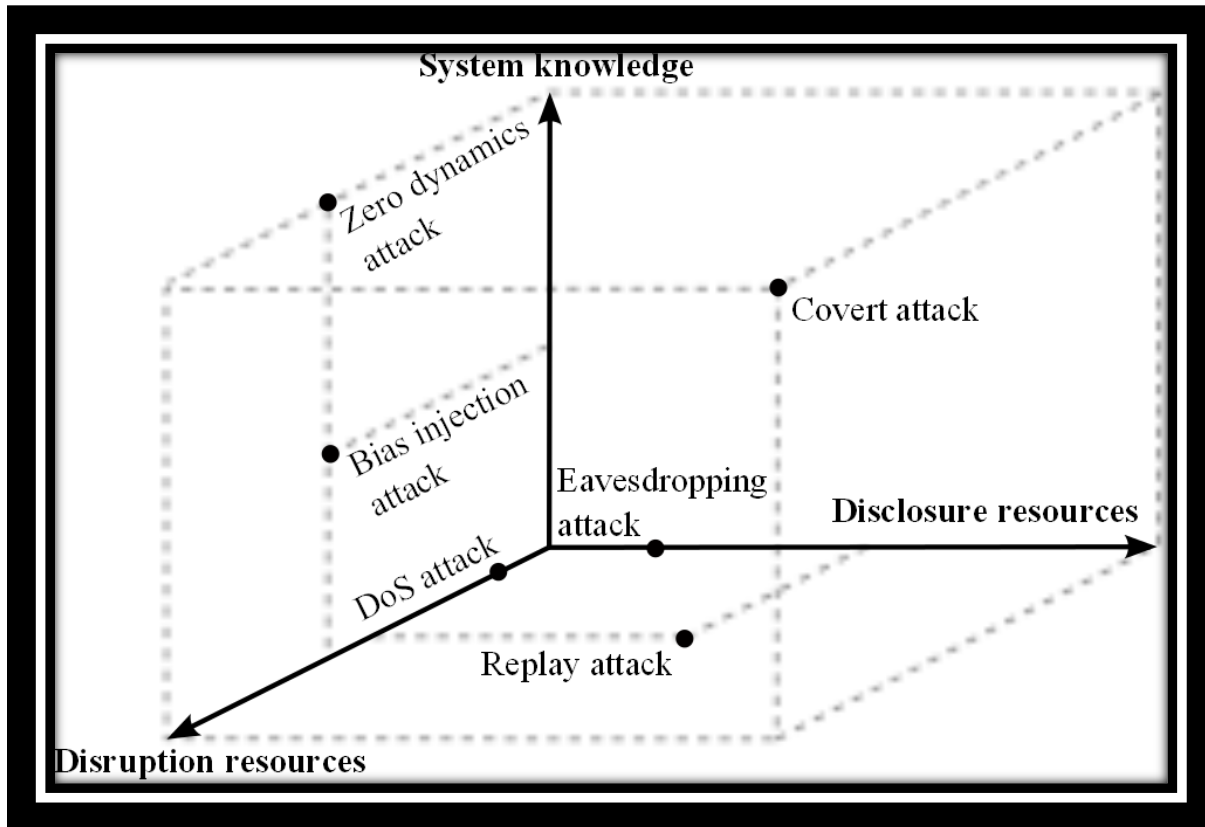 System knowledge
Zero dynamics
attack
Covert attack
Bias injection
attack
Eavesdropping
attack
Disclosure resources
DoS attack
Replay attack
Disruption resources